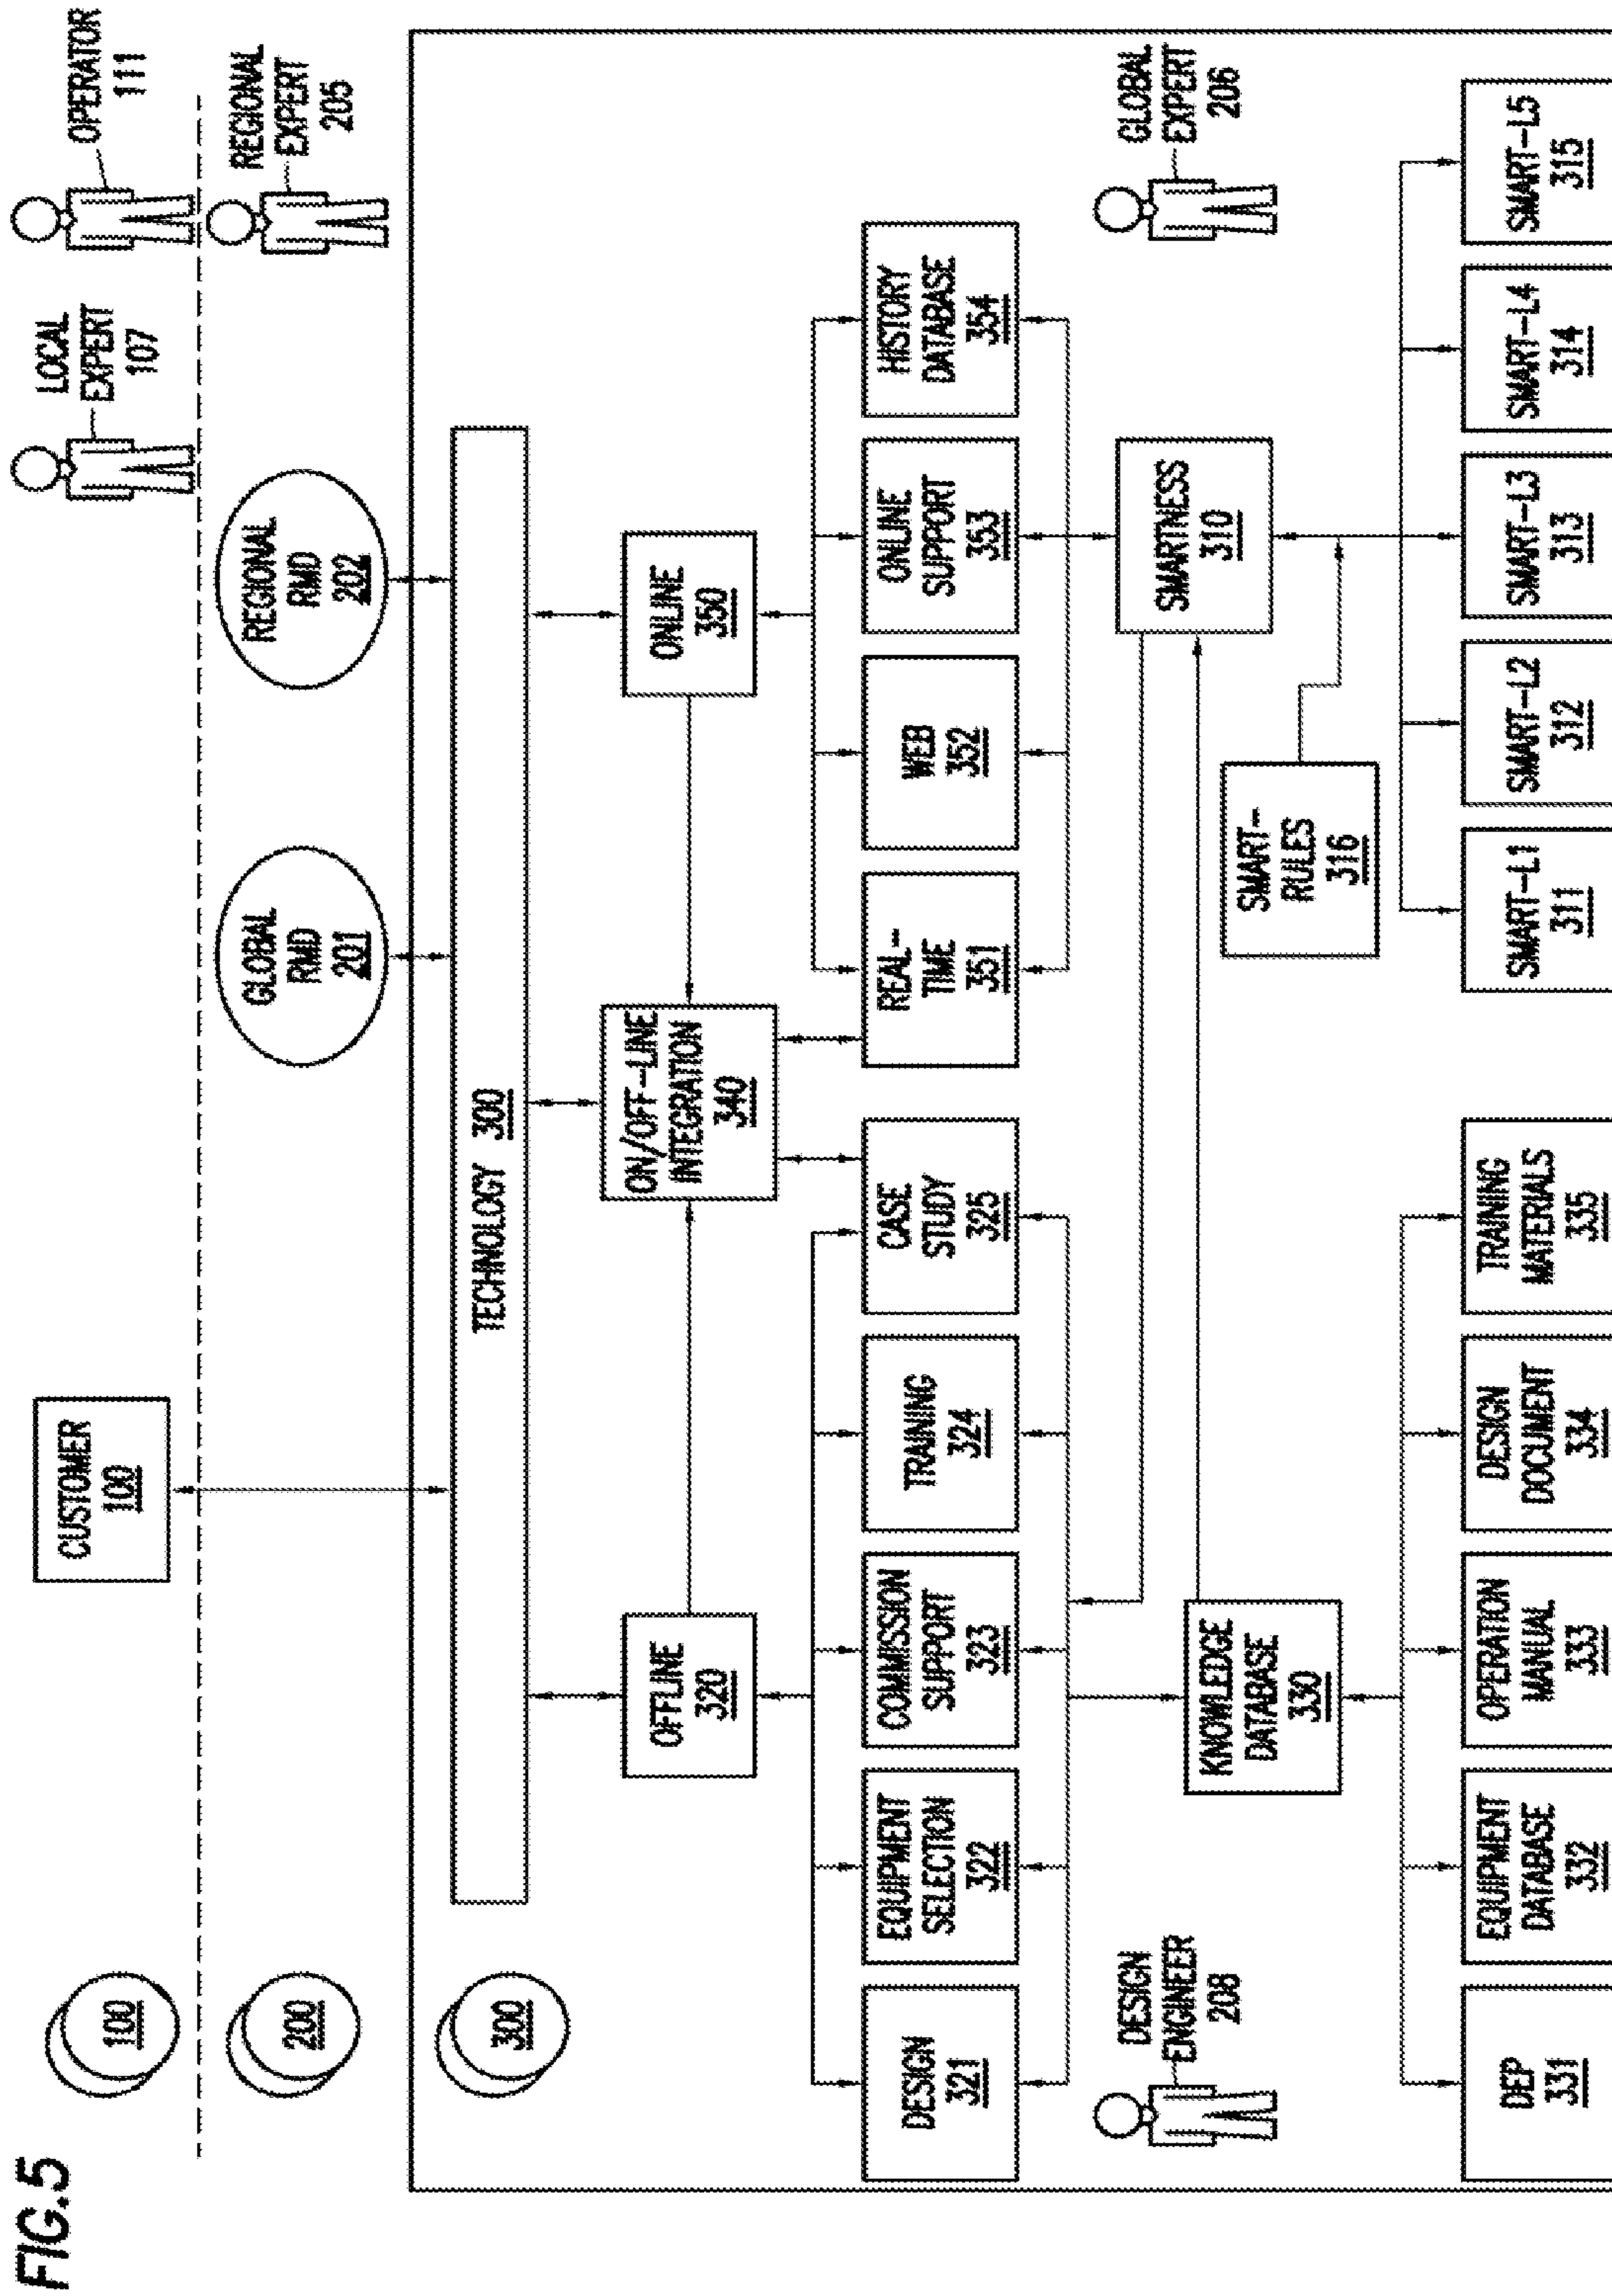 FIG.5
100
CUSTOMER
100
LOCAL
EXPERT
107
OPERATOR
111
200
GLOBAL
RMD
201
REGIONAL
RMD
202
REGIONAL
EXPERT
205
300
TECHNOLOGY 300
OFFLINE
320
ON/OFF-LINE
INTEGRATION
340
ONLINE
350
DESIGN
321
EQUIPMENT
SELECTION
322
COMMISSION
SUPPORT
323
TRAINING
324
CASE
STUDY
325
REAL-
TIME
351
WEB
352
ONLINE
SUPPORT
353
HISTORY
DATABASE
354
DESIGN
ENGINEER
208
KNOWLEDGE
DATABASE
330
SMARTNESS
310
GLOBAL
EXPERT
206
SMART-
RULES
316
DEP
331
EQUIPMENT
DATABASE
332
OPERATION
MANUAL
333
DESIGN
DOCUMENT
334
TRAINING
MATERIALS
335
SMART-L1
311
SMART-L2
312
SMART-L3
313
SMART-L4
314
SMART-L5
315